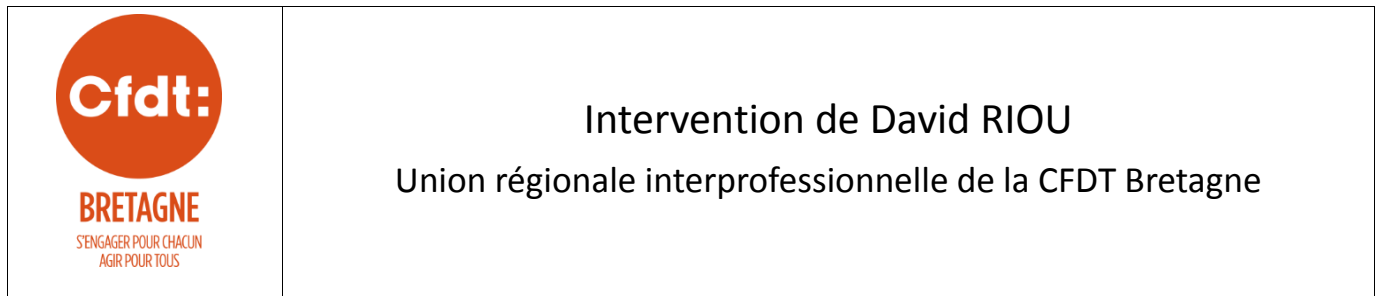 Cfdt:
BRETAGNE
S'ENGAGER POUR CHACUN
AGIR POUR TOUS
Intervention de David RIOU
Union régionale interprofessionnelle de la CFDT Bretagne